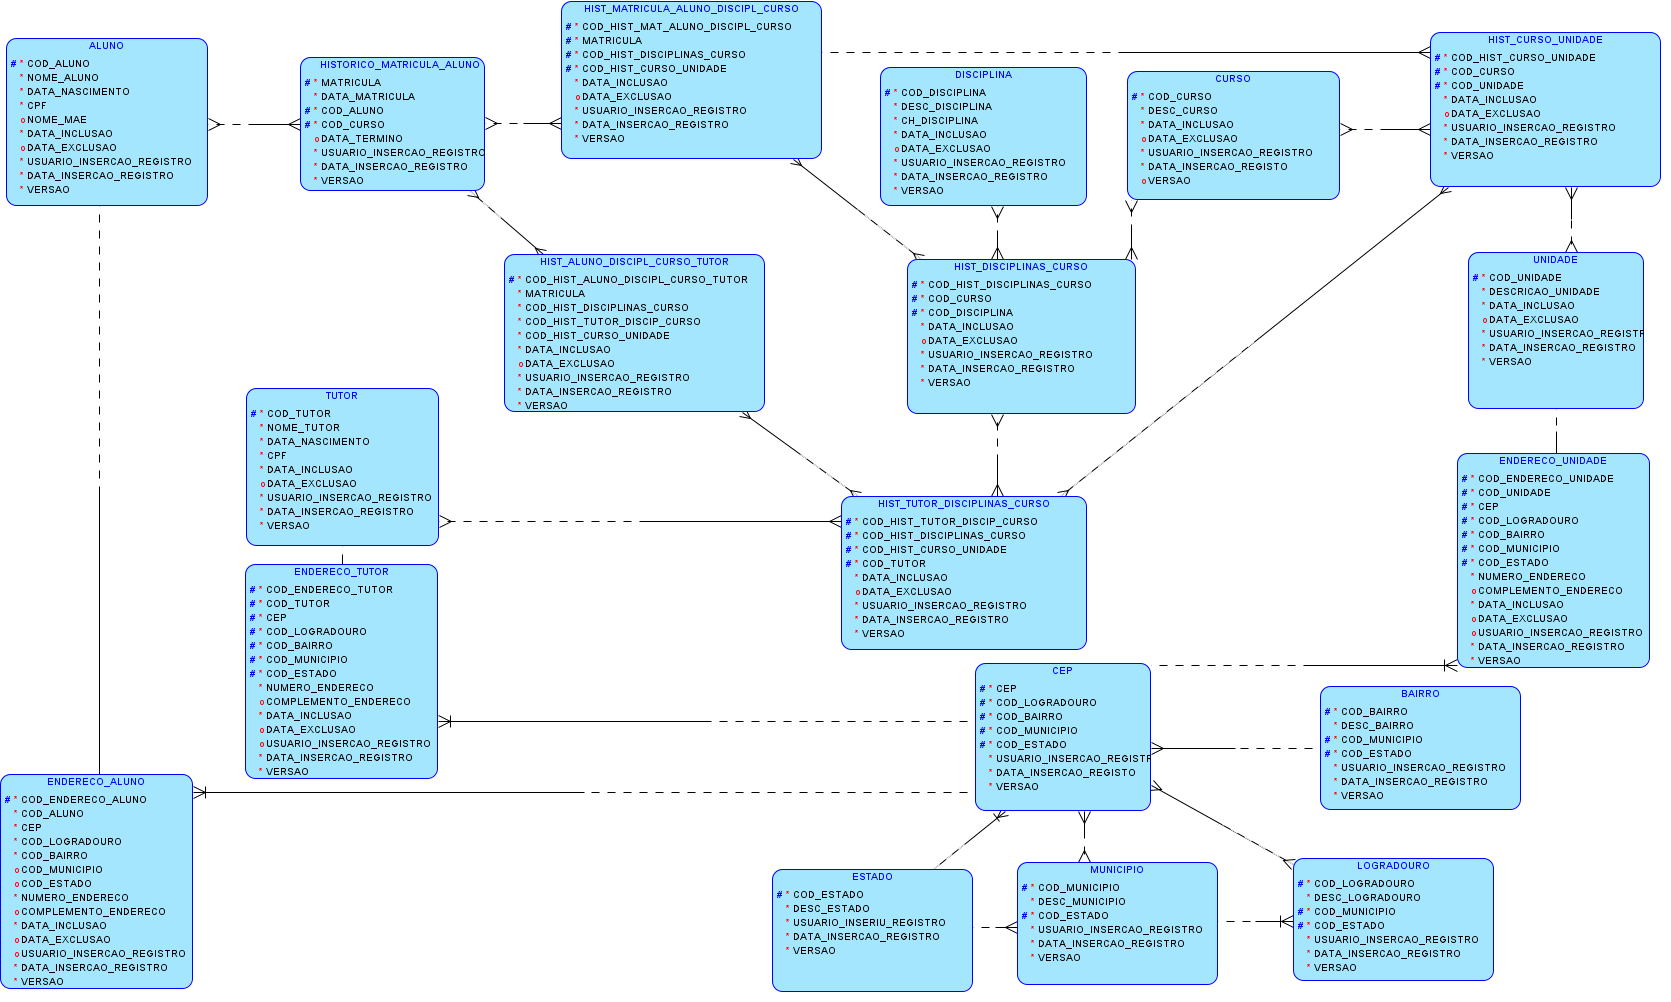 ALUNO
#* COD_ALUNO
* NOME_ALUNO
* DATA_NASCIMENTO
* CPF
o NOME_MAE
* DATA_INCLUSAO
o DATA_EXCLUSAO
* USUARIO_INSERCAO_REGISTRO
* DATA_INSERCAO_REGISTRO
* VERSAO
HISTORICO_MATRICULA_ALUNO
#* MATRICULA
* DATA_MATRICULA
#* COD_ALUNO
#* COD_CURSO
o DATA_TERMINO
* USUARIO_INSERCAO_REGISTRO
* DATA_INSERCAO_REGISTRO
* VERSAO
HIST_MATRICULA_ALUNO_DISCIPL_CURSO
#* COD_HIST_MAT_ALUNO_DISCIPL_CURSO
#* MATRICULA
#* COD_HIST_DISCIPLINAS_CURSO
#* COD_HIST_CURSO_UNIDADE
* DATA_INCLUSAO
o DATA_EXCLUSAO
* USUARIO_INSERCAO_REGISTRO
* DATA_INSERCAO_REGISTRO
* VERSAO
DISCIPLINA
#* COD_DISCIPLINA
* DESC_DISCIPLINA
* CH_DISCIPLINA
* DATA_INCLUSAO
o DATA_EXCLUSAO
* USUARIO_INSERCAO_REGISTRO
* DATA_INSERCAO_REGISTRO
* VERSAO
CURSO
#* COD_CURSO
* DESC_CURSO
* DATA_INCLUSAO
o DATA_EXCLUSAO
* USUARIO_INSERCAO_REGISTRO
* DATA_INSERCAO_REGISTO
o VERSAO
HIST_CURSO_UNIDADE
#* COD_HIST_CURSO_UNIDADE
#* COD_CURSO
#* COD_UNIDADE
* DATA_INCLUSAO
o DATA_EXCLUSAO
* USUARIO_INSERCAO_REGISTRO
* DATA_INSERCAO_REGISTRO
* VERSAO
HIST_ALUNO_DISCIPL_CURSO_TUTOR
#* COD_HIST_ALUNO_DISCIPL_CURSO_TUTOR
* MATRICULA
* COD_HIST_DISCIPLINAS_CURSO
* COD_HIST_TUTOR_DISCIP_CURSO
* COD_HIST_CURSO_UNIDADE
* DATA_INCLUSAO
o DATA_EXCLUSAO
* USUARIO_INSERCAO_REGISTRO
* DATA_INSERCAO_REGISTRO
* VERSAO
HIST_DISCIPLINAS_CURSO
#* COD_HIST_DISCIPLINAS_CURSO
#* COD_CURSO
#* COD_DISCIPLINA
* DATA_INCLUSAO
o DATA_EXCLUSAO
* USUARIO_INSERCAO_REGISTRO
* DATA_INSERCAO_REGISTRO
* VERSAO
UNIDADE
#* COD_UNIDADE
* DESCRICAO_UNIDADE
* DATA_INCLUSAO
o DATA_EXCLUSAO
* USUARIO_INSERCAO_REGISTR
* DATA_INSERCAO_REGISTRO
* VERSAO
TUTOR
#* COD_TUTOR
* NOME_TUTOR
* DATA_NASCIMENTO
* CPF
* DATA_INCLUSAO
o DATA_EXCLUSAO
* USUARIO_INSERCAO_REGISTRO
* DATA_INSERCAO_REGISTRO
* VERSAO
HIST_TUTOR_DISCIPLINAS_CURSO
#* COD_HIST_TUTOR_DISCIP_CURSO
#* COD_HIST_DISCIPLINAS_CURSO
#* COD_HIST_CURSO_UNIDADE
#* COD_TUTOR
* DATA_INCLUSAO
o DATA_EXCLUSAO
* USUARIO_INSERCAO_REGISTRO
* DATA_INSERCAO_REGISTRO
* VERSAO
ENDERECO_UNIDADE
#* COD_ENDERECO_UNIDADE
#* COD_UNIDADE
#* CEP
#* COD_LOGRADOURO
#* COD_BAIRRO
#* COD_MUNICIPIO
#* COD_ESTADO
* NUMERO_ENDERECO
o COMPLEMENTO_ENDERECO
* DATA_INCLUSAO
o DATA_EXCLUSAO
o USUARIO_INSERCAO_REGISTRO
* DATA_INSERCAO_REGISTRO
* VERSAO
ENDERECO_TUTOR
#* COD_ENDERECO_TUTOR
#* COD_TUTOR
#* CEP
#* COD_LOGRADOURO
#* COD_BAIRRO
#* COD_MUNICIPIO
#* COD_ESTADO
* NUMERO_ENDERECO
o COMPLEMENTO_ENDERECO
* DATA_INCLUSAO
o DATA_EXCLUSAO
o USUARIO_INSERCAO_REGISTRO
* DATA_INSERCAO_REGISTRO
* VERSAO
CEP
#* CEP
#* COD_LOGRADOURO
#* COD_BAIRRO
#* COD_MUNICIPIO
#* COD_ESTADO
* USUARIO_INSERCAO_REGISTR
* DATA_INSERCAO_REGISTO
* VERSAO
BAIRRO
#* COD_BAIRRO
* DESC_BAIRRO
#* COD_MUNICIPIO
#* COD_ESTADO
* USUARIO_INSERCAO_REGISTRO
* DATA_INSERCAO_REGISTRO
* VERSAO
ENDERECO_ALUNO
#* COD_ENDERECO_ALUNO
* COD_ALUNO
* CEP
* COD_LOGRADOURO
* COD_BAIRRO
o COD_MUNICIPIO
o COD_ESTADO
* NUMERO_ENDERECO
o COMPLEMENTO_ENDERECO
* DATA_INCLUSAO
o DATA_EXCLUSAO
o USUARIO_INSERCAO_REGISTRO
* DATA_INSERCAO_REGISTRO
* VERSAO
ESTADO
#* COD_ESTADO
* DESC_ESTADO
* USUARIO_INSERIU_REGISTRO
* DATA_INSERCAO_REGISTRO
* VERSAO
MUNICIPIO
#* COD_MUNICIPIO
* DESC_MUNICIPIO
#* COD_ESTADO
* USUARIO_INSERCAO_REGISTRO
* DATA_INSERCAO_REGISTRO
* VERSAO
LOGRADOURO
#* COD_LOGRADOURO
* DESC_LOGRADOURO
#* COD_MUNICIPIO
#* COD_ESTADO
* USUARIO_INSERCAO_REGISTRO
* DATA_INSERCAO_REGISTRO
* VERSAO